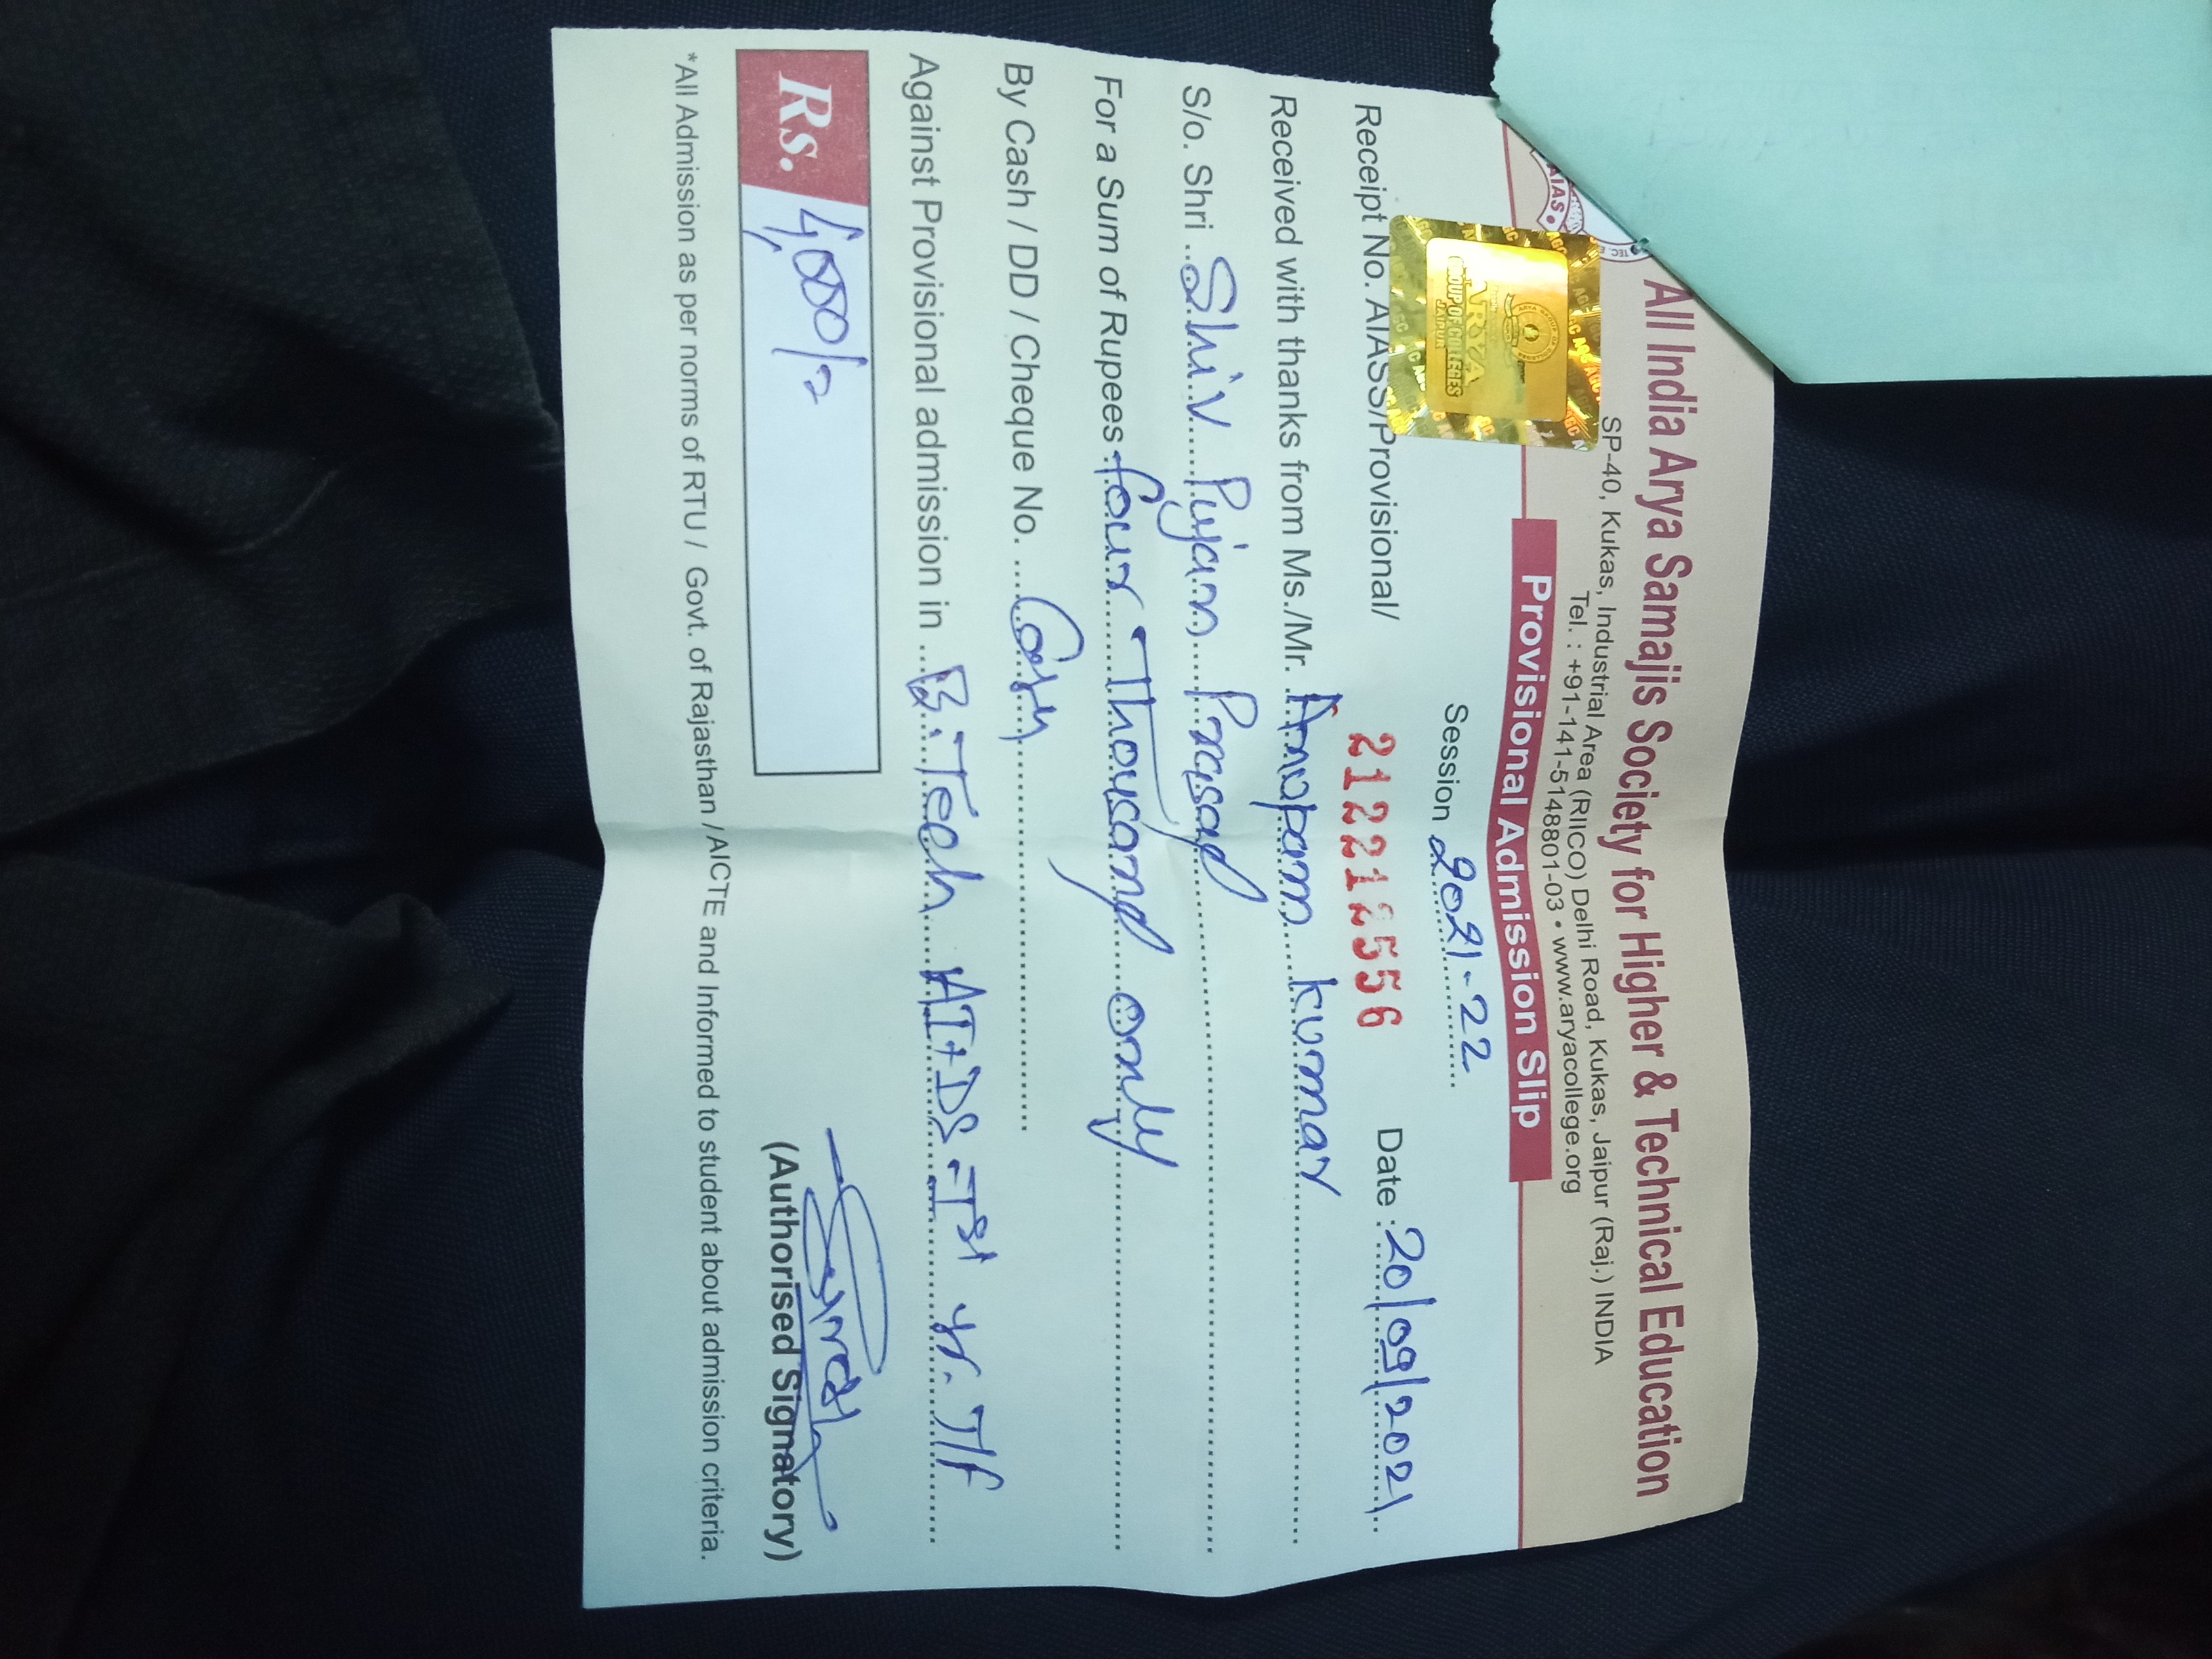 All India Arya Samajis Society for Higher & Technical Education
SP-40, Kukas, Industrial Area (RIICO) Delhi Road, Kukas, Jaipur (Raj.) INDIA
Tel. : +91-141-5148801-03 • www.aryacollege.org
AIAS
ARYA
GROUP OF COLLEGES
JAIPUR
Provisional Admission Slip
Session 2021-22
Receipt No. AIASS/Provisional/ 212212556 Date : 20/09/2021
Received with thanks from Ms./Mr. Anupam kumar
S/o. Shri Shiv Pujan Prasad
For a Sum of Rupees four Thousand only
By Cash / DD / Cheque No. Cash
Against Provisional admission in B.Tech AI+DS Ist yr. T/F
Rs. 4,000/-
(Authorised Signatory)
*All Admission as per norms of RTU / Govt. of Rajasthan / AICTE and Informed to student about admission criteria.